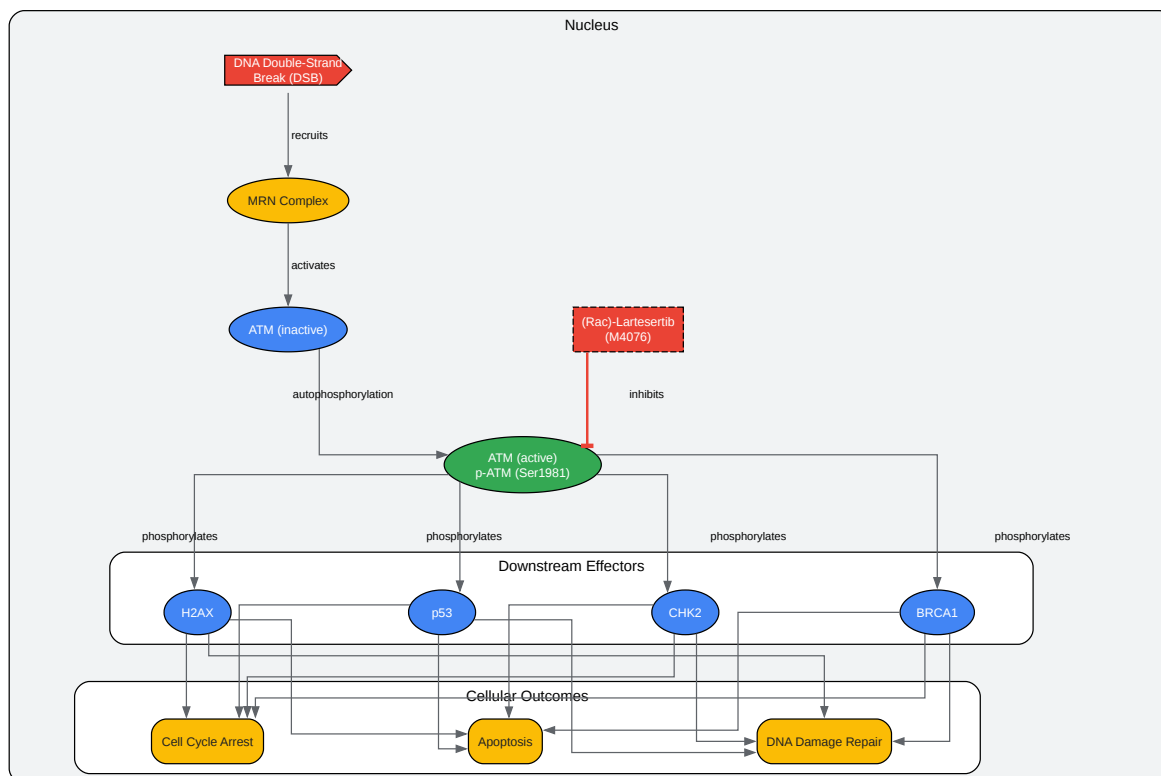 Nucleus
DNA Double-Strand
Break (DSB)
recruits
MRN Complex
activates
ATM (inactive)
(Rac)-Lartesertib
(M4076)
autophosphorylation
inhibits
ATM (active)
p-ATM (Ser1981)
phosphorylates
phosphorylates
phosphorylates
phosphorylates
Downstream Effectors
H2AX
p53
CHK2
BRCA1
Cellular Outcomes
Cell Cycle Arrest
Apoptosis
DNA Damage Repair